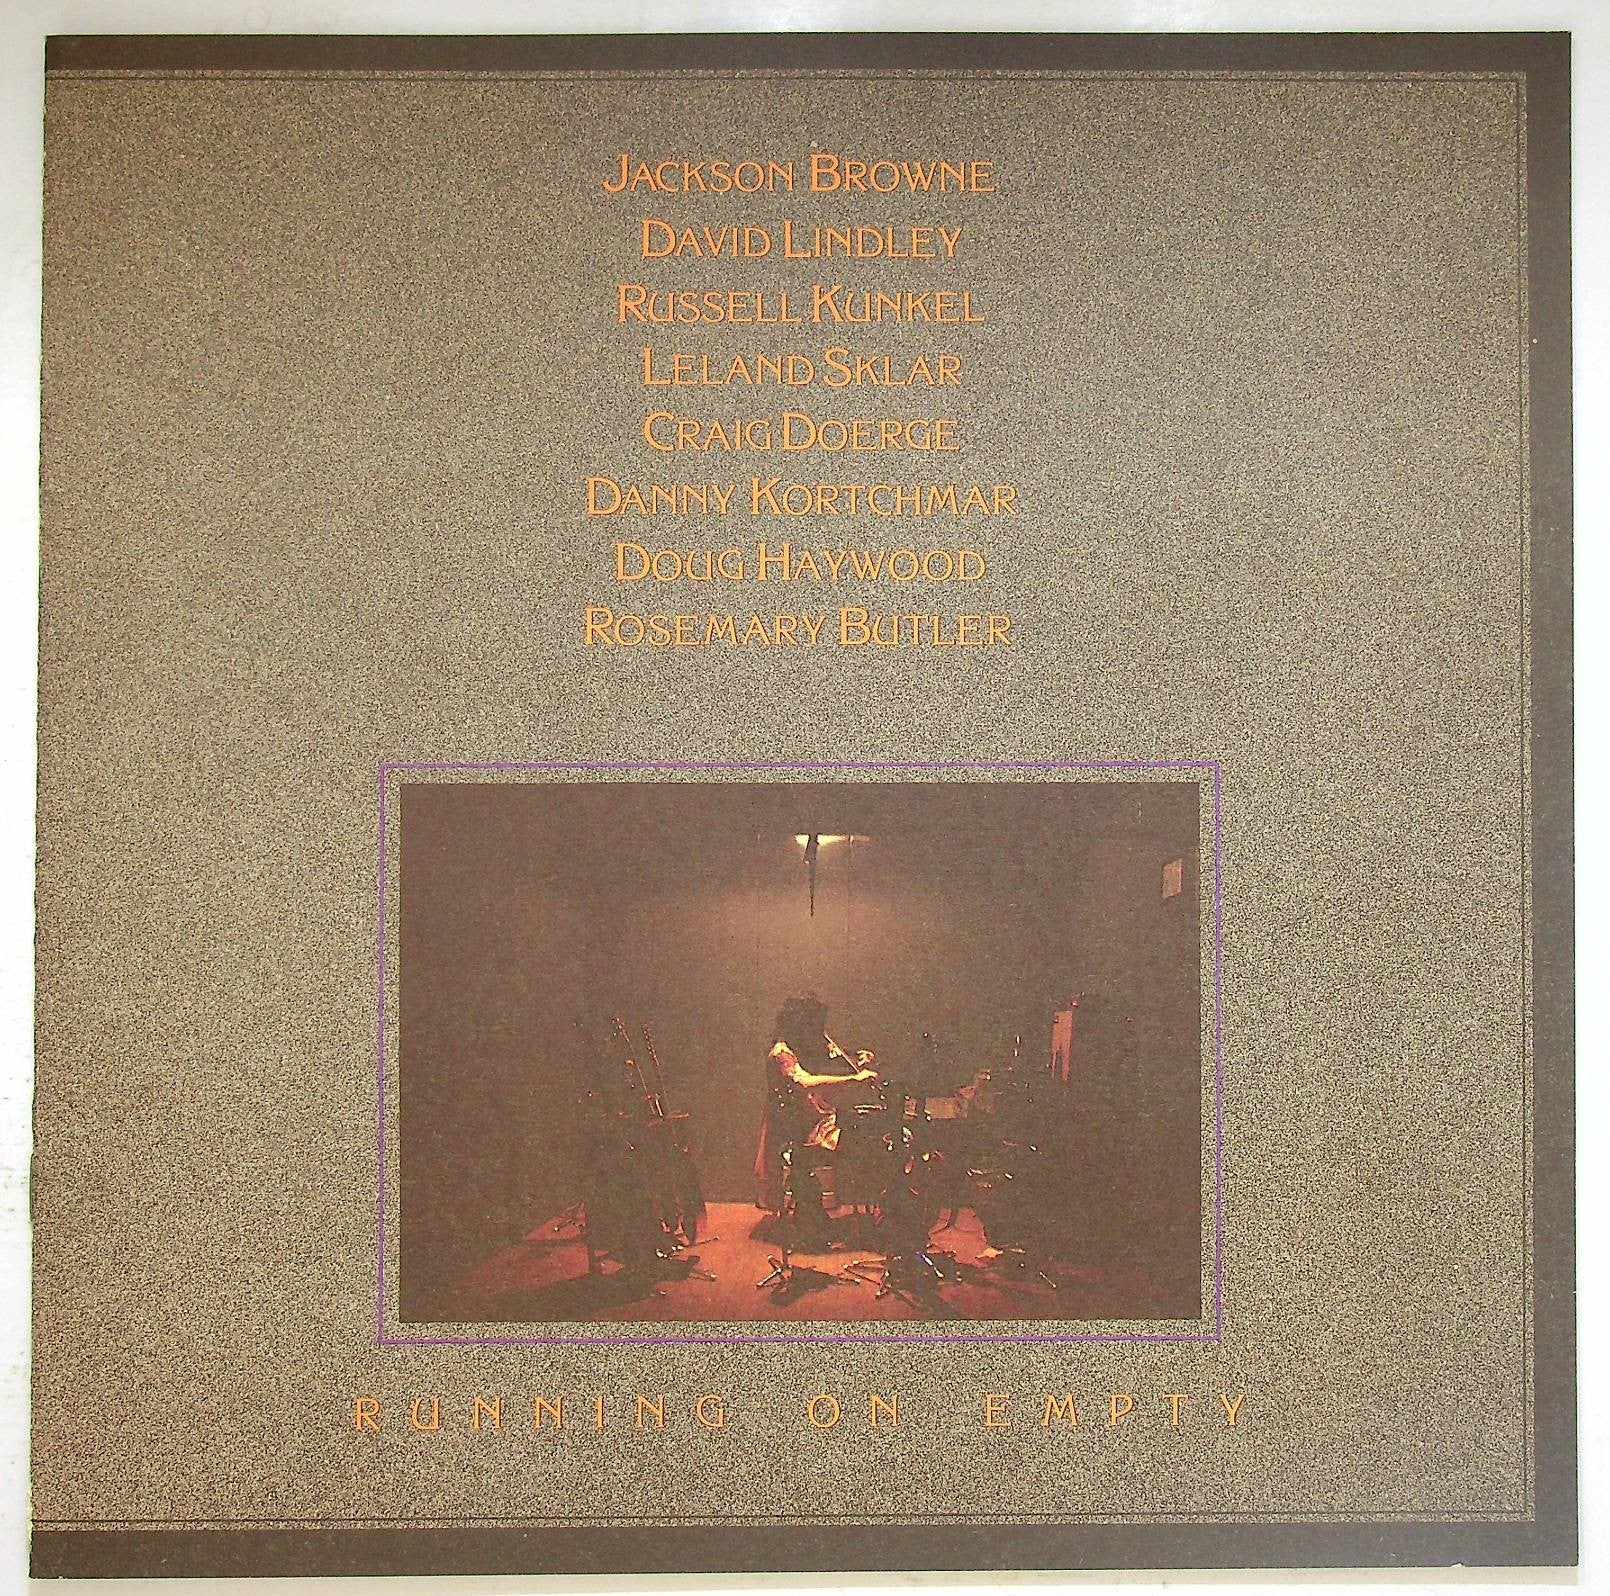 JACKSON BROWNE
DAVID LINDLEY
RUSSELL KUNKEL
LELAND SKLAR
CRAIG DOERGE
DANNY KORTCHMAR
DOUG HAYWOOD
ROSEMARY BUTLER
RUNNING ON EMPTY